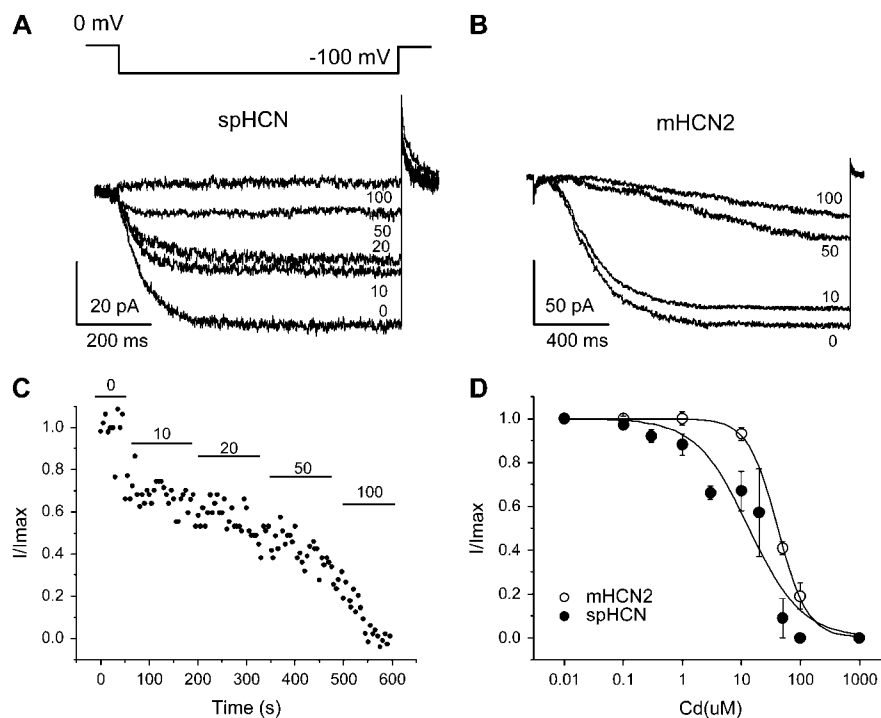 A
0 mV
-100 mV
spHCN
100
50
20
10
0
20 pA
200 ms
B
mHCN2
100
50
10
0
50 pA
400 ms
C
0
10
20
50
100
I/Imax
1.0
0.8
0.6
0.4
0.2
0.0
0 100 200 300 400 500 600
Time (s)
D
I/Imax
1.0
0.8
0.6
0.4
0.2
0.0
mHCN2
spHCN
0.01 0.1 1 10 100 1000
Cd(uM)